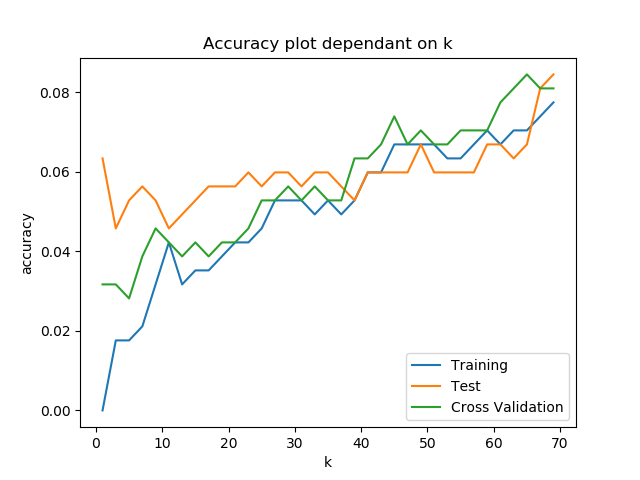 Accuracy plot dependant on k
accuracy
0.08
0.06
0.04
0.02
0.00
Training
Test
Cross Validation
0 10 20 30 40 50 60 70
k